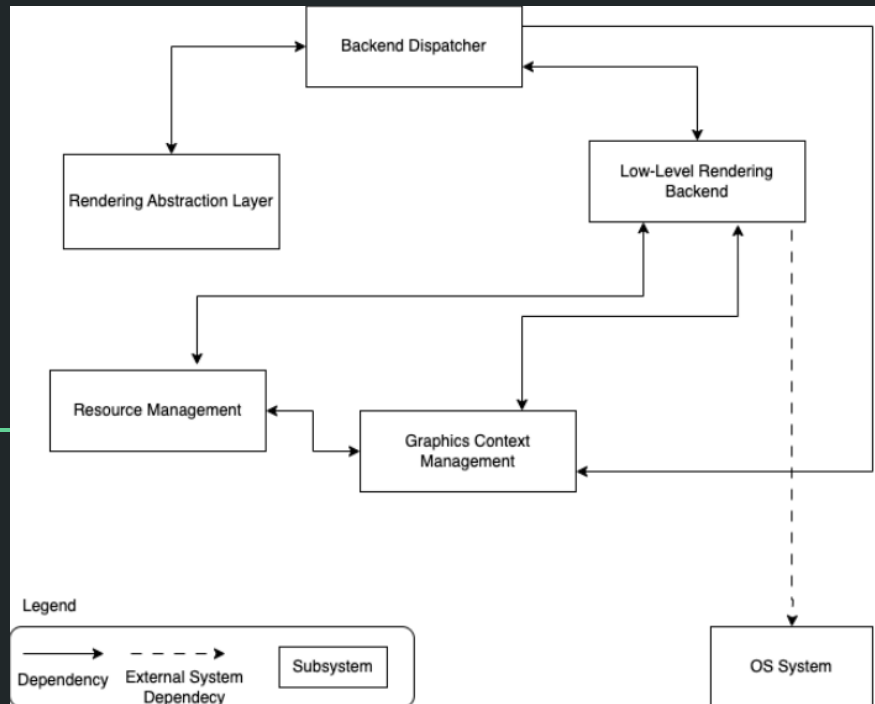 Backend Dispatcher
Low-Level Rendering
Backend
Rendering Abstraction Layer
Resource Management
Graphics Context
Management
Legend
Dependency
External System
Dependecy
Subsystem
OS System